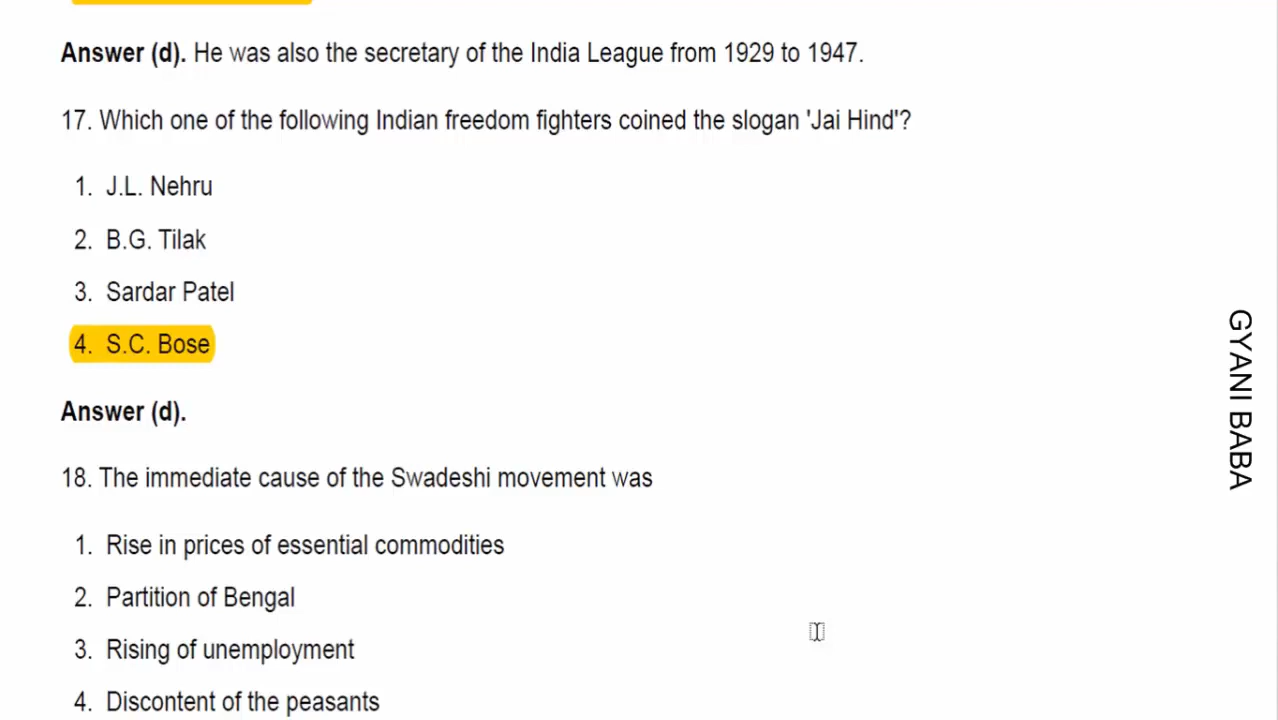 Answer (d). He was also the secretary of the India League from 1929 to 1947.
17. Which one of the following Indian freedom fighters coined the slogan 'Jai Hind'?
1. J.L. Nehru
2. B.G. Tilak
3. Sardar Patel
4. S.C. Bose
Answer (d).
18. The immediate cause of the Swadeshi movement was
1. Rise in prices of essential commodities
2. Partition of Bengal
3. Rising of unemployment
4. Discontent of the peasants
GYANI BABA